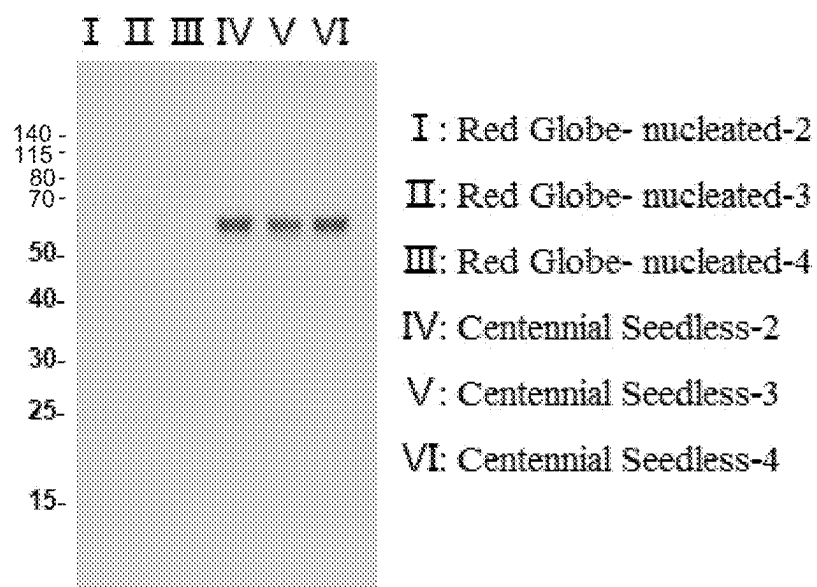 I II III IV V VI
140 -
115 -
80 -
70 -
50-
40-
30-
25-
15-
I : Red Globe- nucleated-2
II: Red Globe- nucleated-3
III: Red Globe- nucleated-4
IV: Centennial Seedless-2
V: Centennial Seedless-3
VI: Centennial Seedless-4